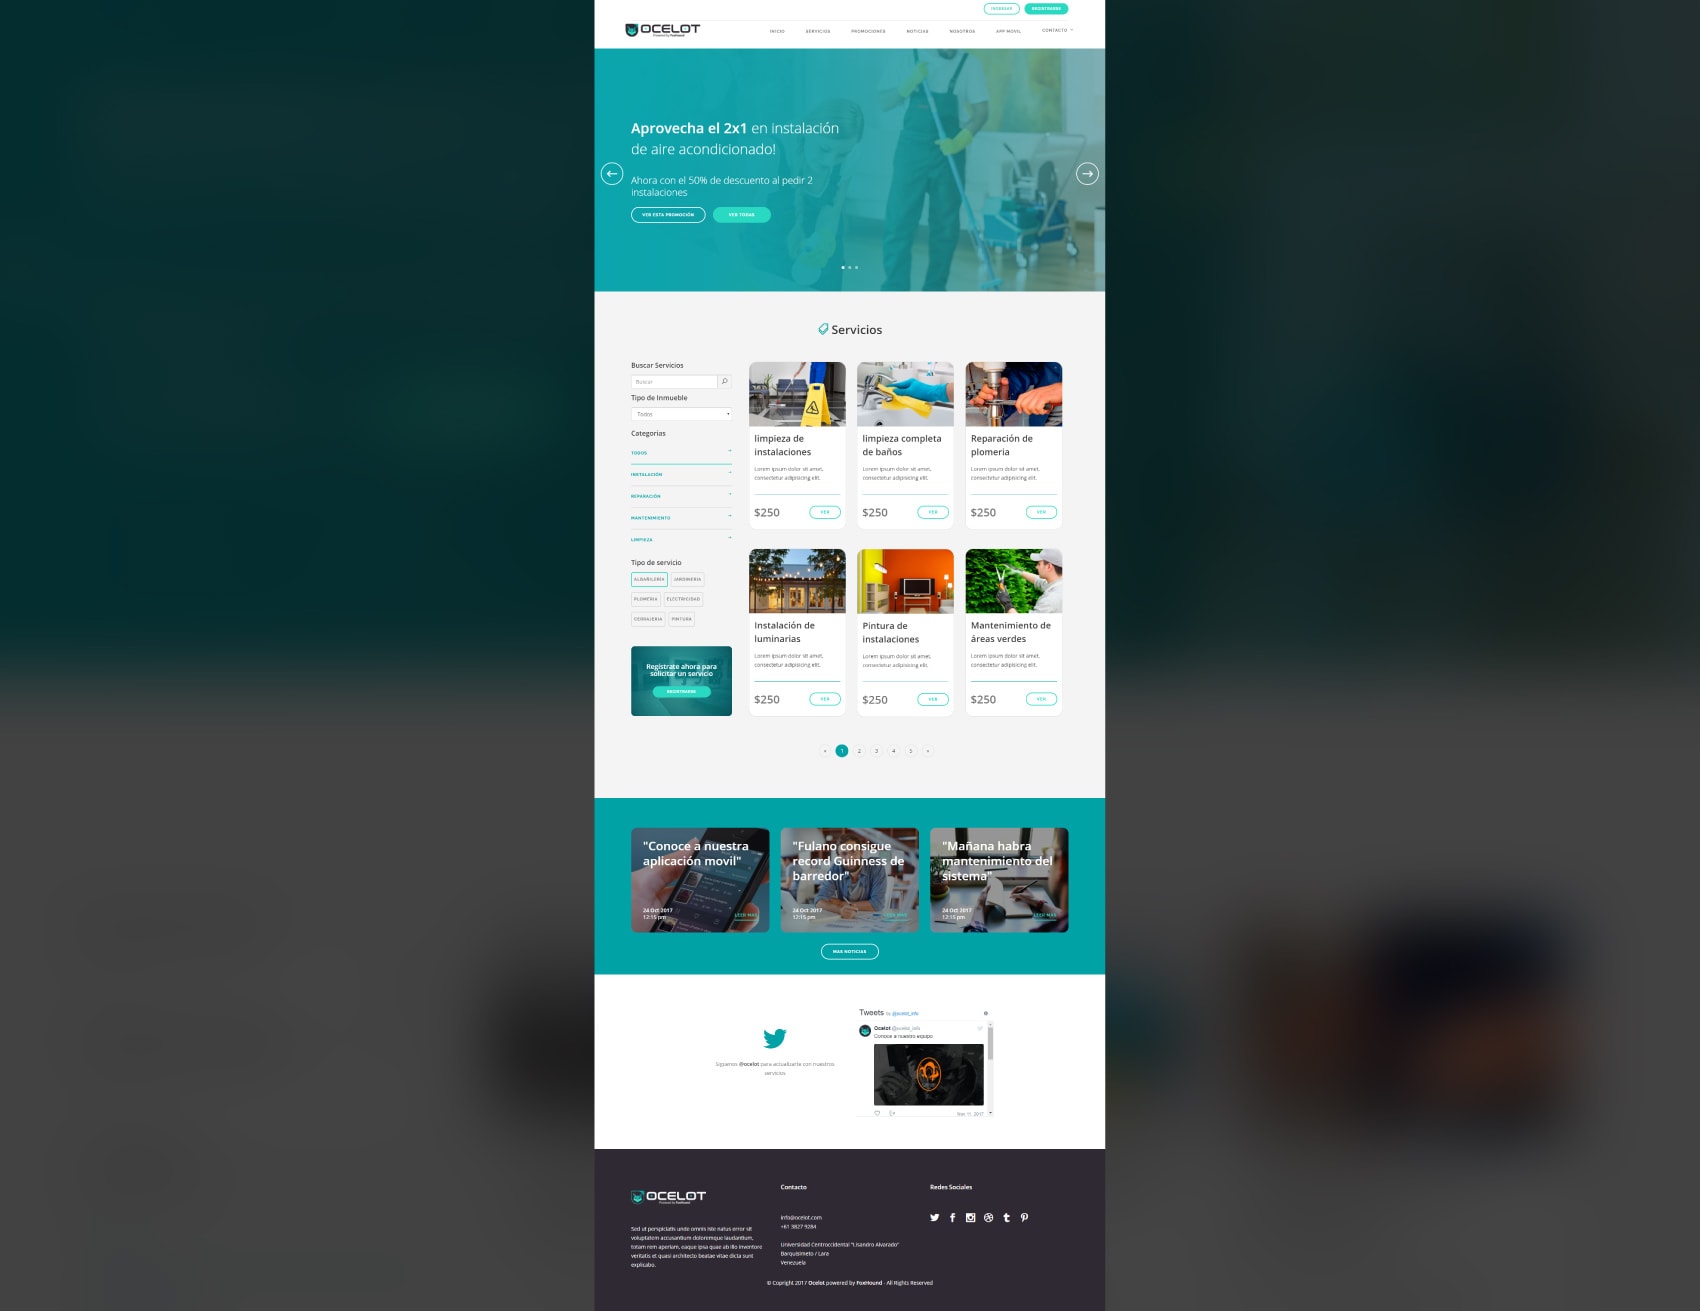 INGRESAR
REGISTRARSE
OCELOT
Powered by FoxHound
INICIO
SERVICIOS
PROMOCIONES
NOTICIAS
NOSOTROS
APP MOVIL
CONTACTO
Aprovecha el 2x1 en instalación
de aire acondicionado!
Ahora con el 50% de descuento al pedir 2
instalaciones
VER ESTA PROMOCIÓN
VER TODAS
Servicios
Buscar Servicios
Buscar
Tipo de Inmueble
Todos
Categorias
TODOS
INSTALACIÓN
REPARACIÓN
MANTENIMIENTO
LIMPIEZA
Tipo de servicio
ALBAÑILERÍA
JARDINERIA
PLOMERIA
ELECTRICIDAD
CERRAJERIA
PINTURA
Registrate ahora para
solicitar un servicio
REGISTRARSE
limpieza de
instalaciones
Lorem ipsum dolor sit amet,
consectetur adipisicing elit.
$250
VER
limpieza completa
de baños
Lorem ipsum dolor sit amet,
consectetur adipisicing elit.
$250
VER
Reparación de
plomeria
Lorem ipsum dolor sit amet,
consectetur adipisicing elit.
$250
VER
Instalación de
luminarias
Lorem ipsum dolor sit amet,
consectetur adipisicing elit.
$250
VER
Pintura de
instalaciones
Lorem ipsum dolor sit amet,
consectetur adipisicing elit.
$250
VER
Mantenimiento de
áreas verdes
Lorem ipsum dolor sit amet,
consectetur adipisicing elit.
$250
VER
« 1 2 3 4 5 »
"Conoce a nuestra
aplicación movil"
24 Oct 2017
12:15 pm
LEER MAS
"Fulano consigue
record Guinness de
barredor"
24 Oct 2017
12:15 pm
LEER MAS
"Mañana habra
mantenimiento del
sistema"
24 Oct 2017
12:15 pm
LEER MAS
MAS NOTICIAS
Siguenos @ocelot para actualizarte con nuestros
servicios
Tweets by @ocelot_info
Ocelot @ocelot_info
Conoce a nuestro equipo
Nov 11, 2017
OCELOT
Powered by FoxHound
Sed ut perspiciatis unde omnis iste natus error sit
voluptatem accusantium doloremque laudantium,
totam rem aperiam, eaque ipsa quae ab illo inventore
veritatis et quasi architecto beatae vitae dicta sunt
explicabo.
Contacto
info@ocelot.com
+61 3827 9284
Universidad Centroccidental "Lisandro Alvarado"
Barquisimeto / Lara
Venezuela
Redes Sociales
© Copright 2017 Ocelot powered by FoxHound - All Rights Reserved